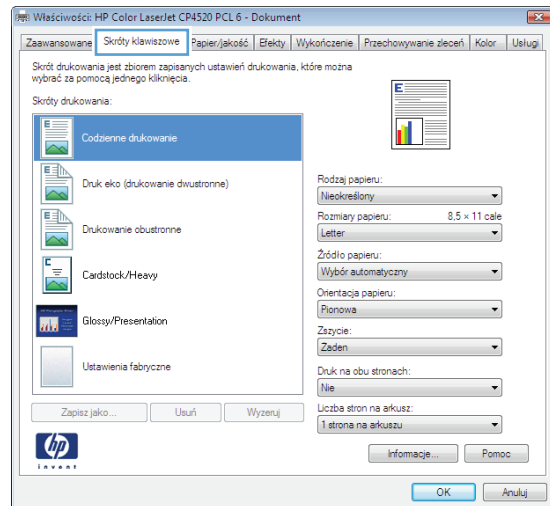 Właściwości: HP Color LaserJet CP4520 PCL 6 - Dokument
Zaawansowane Skróty klawiszowe Papier/jakość Efekty Wykończenie Przechowywanie zleceń Kolor Usługi
Skrót drukowania jest zbiorem zapisanych ustawień drukowania, które można
wybrać za pomocą jednego kliknięcia.
Skróty drukowania:
Codzienne drukowanie
Druk eko (drukowanie dwustronne)
Drukowanie obustronne
Cardstock/Heavy
Glossy/Presentation
Ustawienia fabryczne
Zapisz jako... Usuń Wyzeruj
Rodzaj papieru:
Nieokreślony
Rozmiary papieru: 8,5 × 11 cale
Letter
Źródło papieru:
Wybór automatyczny
Orientacja papieru:
Pionowa
Zszycie:
Żaden
Druk na obu stronach:
Nie
Liczba stron na arkusz:
1 strona na arkuszu
hp
invent
Informacje... Pomoc
OK Anuluj